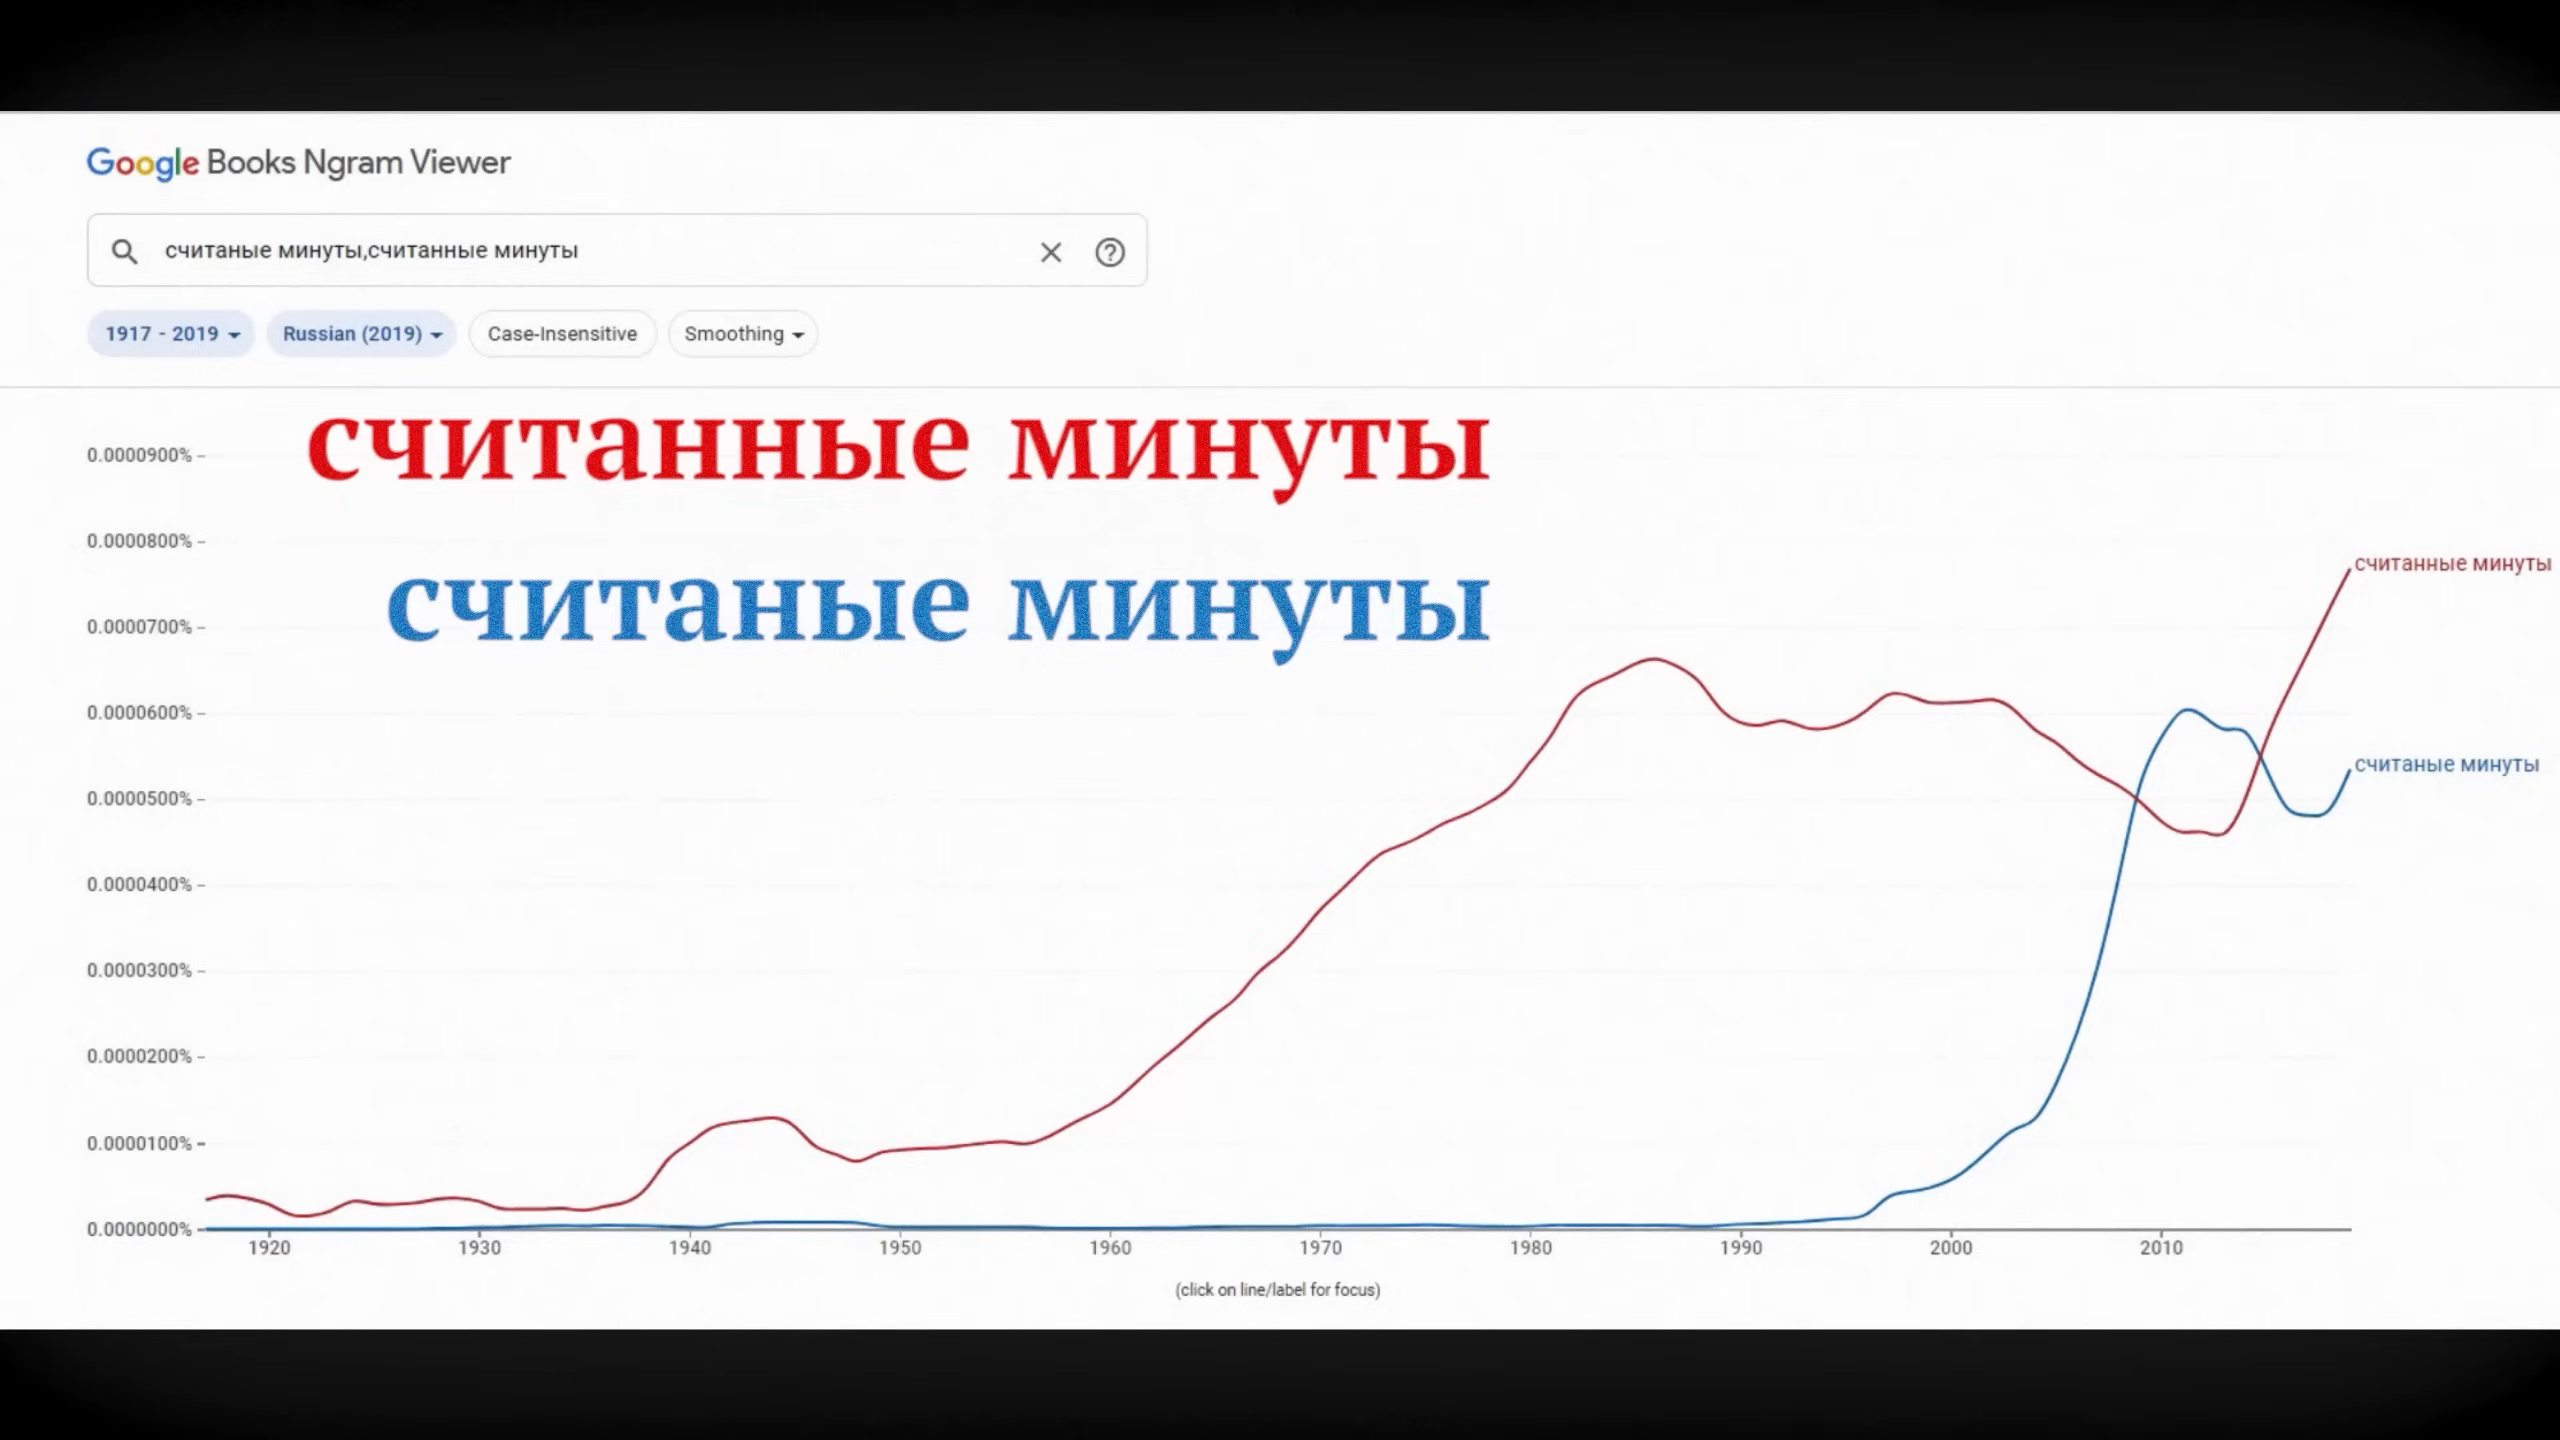 Google Books Ngram Viewer
считаные минуты,считанные минуты
1917 - 2019 Russian (2019) Case-Insensitive Smoothing
считанные минуты
считаные минуты
0.0000900%
0.0000800%
0.0000700%
0.0000600%
0.0000500%
0.0000400%
0.0000300%
0.0000200%
0.0000100%
0.0000000%
считанные минуты
считаные минуты
1920 1930 1940 1950 1960 1970 1980 1990 2000 2010
(click on line/label for focus)